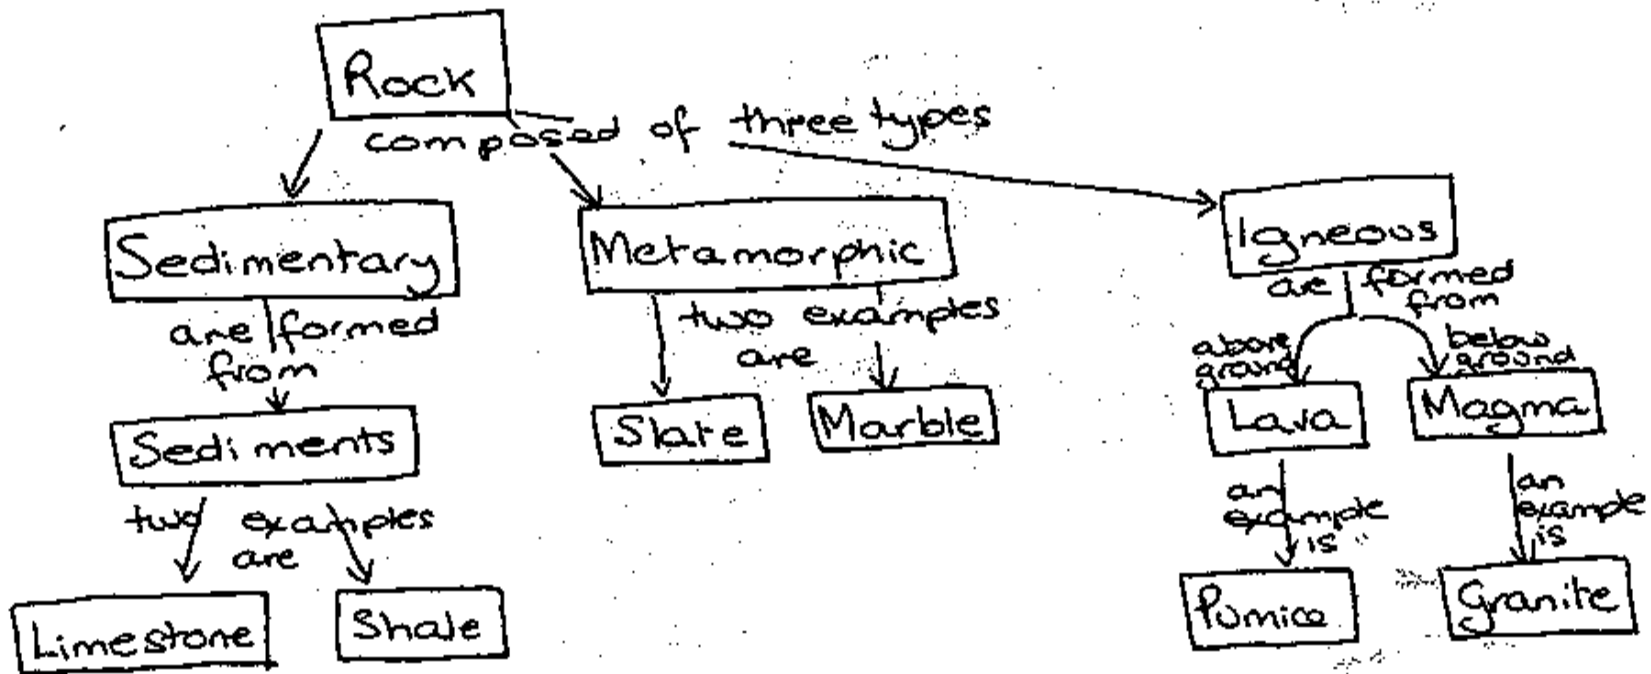 Rock
composed of three types
Sedimentary
Metamorphic
Igneous
are formed
from
two examples
are
are formed
from
above
ground
below
ground
Sediments
Slate
Marble
Lava
Magma
two examples
are
an
example
is
an
example
is
Limestone
Shale
Pumice
Granite